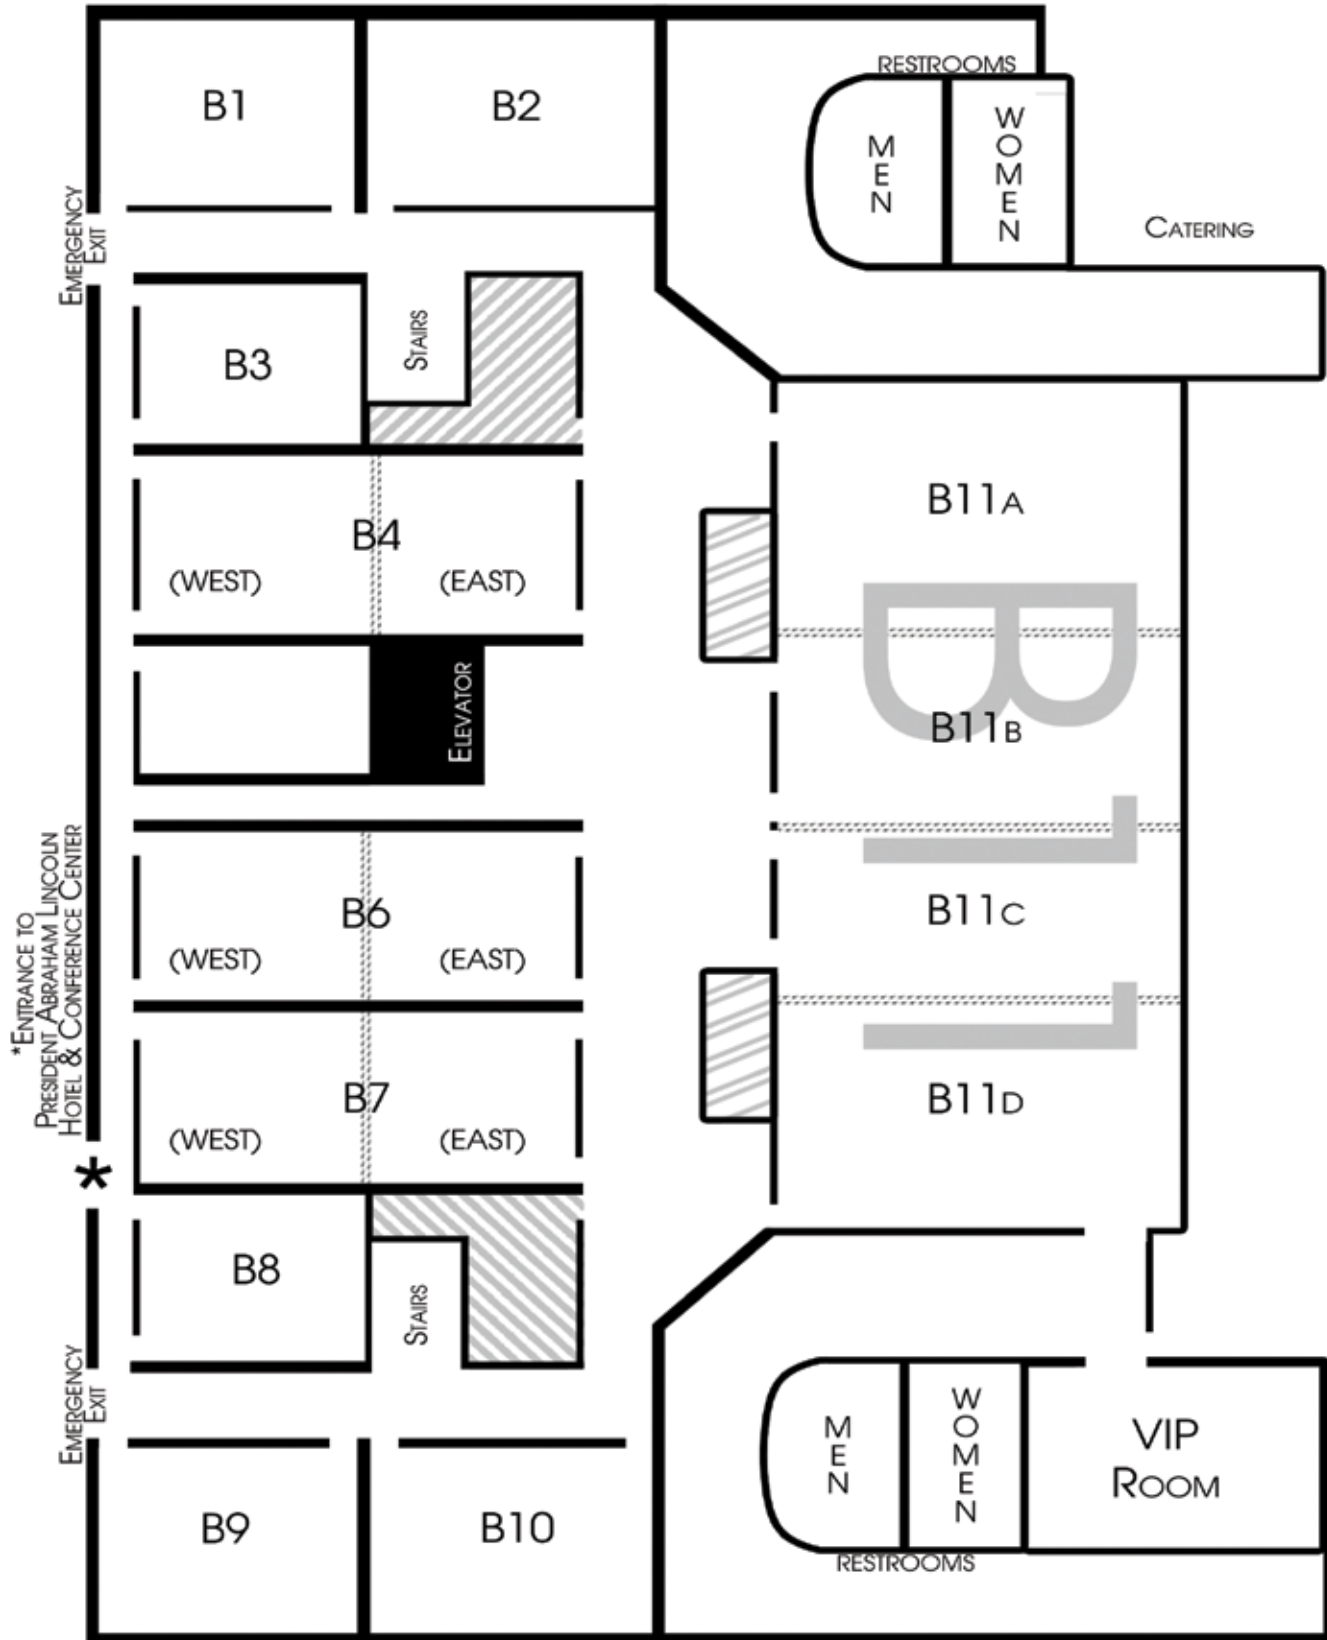 B1
B2
RESTROOMS
MEN
WOMEN
CATERING
EMERGENCY
EXIT
B3
STAIRS
B4
(WEST)
(EAST)
B11A
ELEVATOR
B11B
B11
*ENTRANCE TO
PRESIDENT ABRAHAM LINCOLN
HOTEL & CONFERENCE CENTER
B6
(WEST)
(EAST)
B11C
B7
(WEST)
(EAST)
B11D
*
B8
STAIRS
EMERGENCY
EXIT
B9
B10
MEN
WOMEN
VIP
ROOM
RESTROOMS